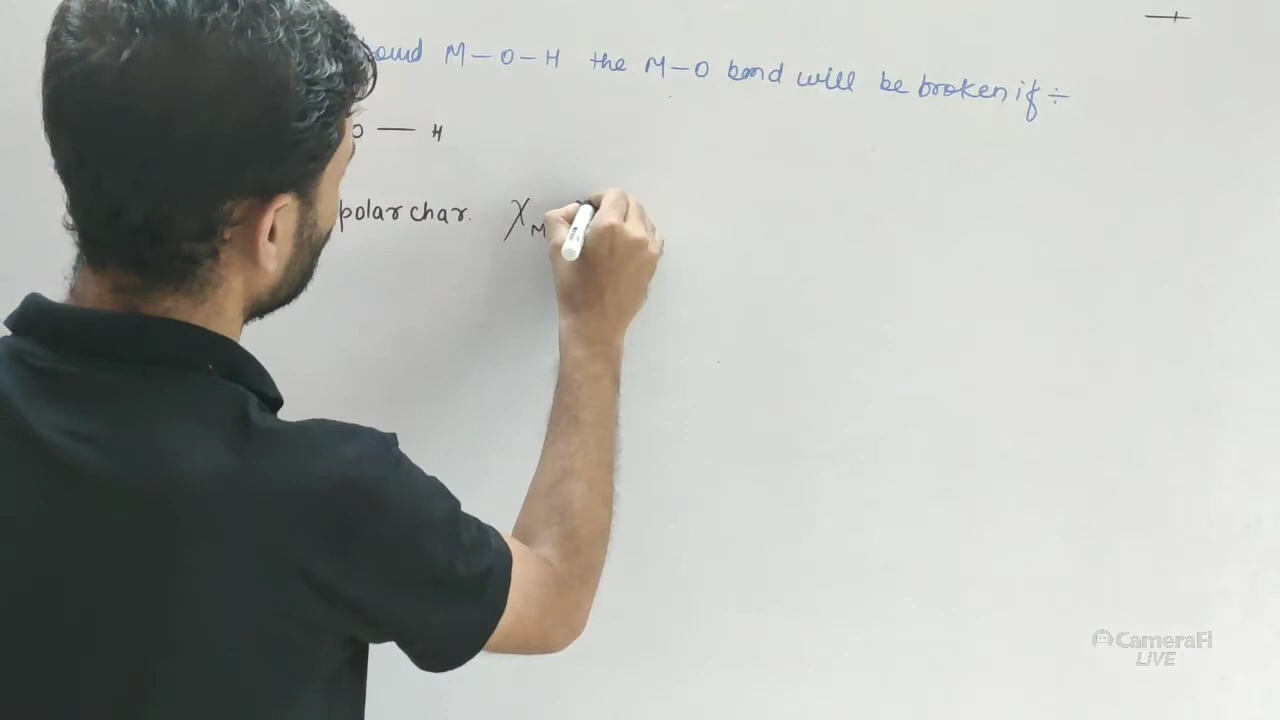 M-O-H the M-O bond will be broken if ÷
O — H
polar char. χM
CameraFi
LiVE